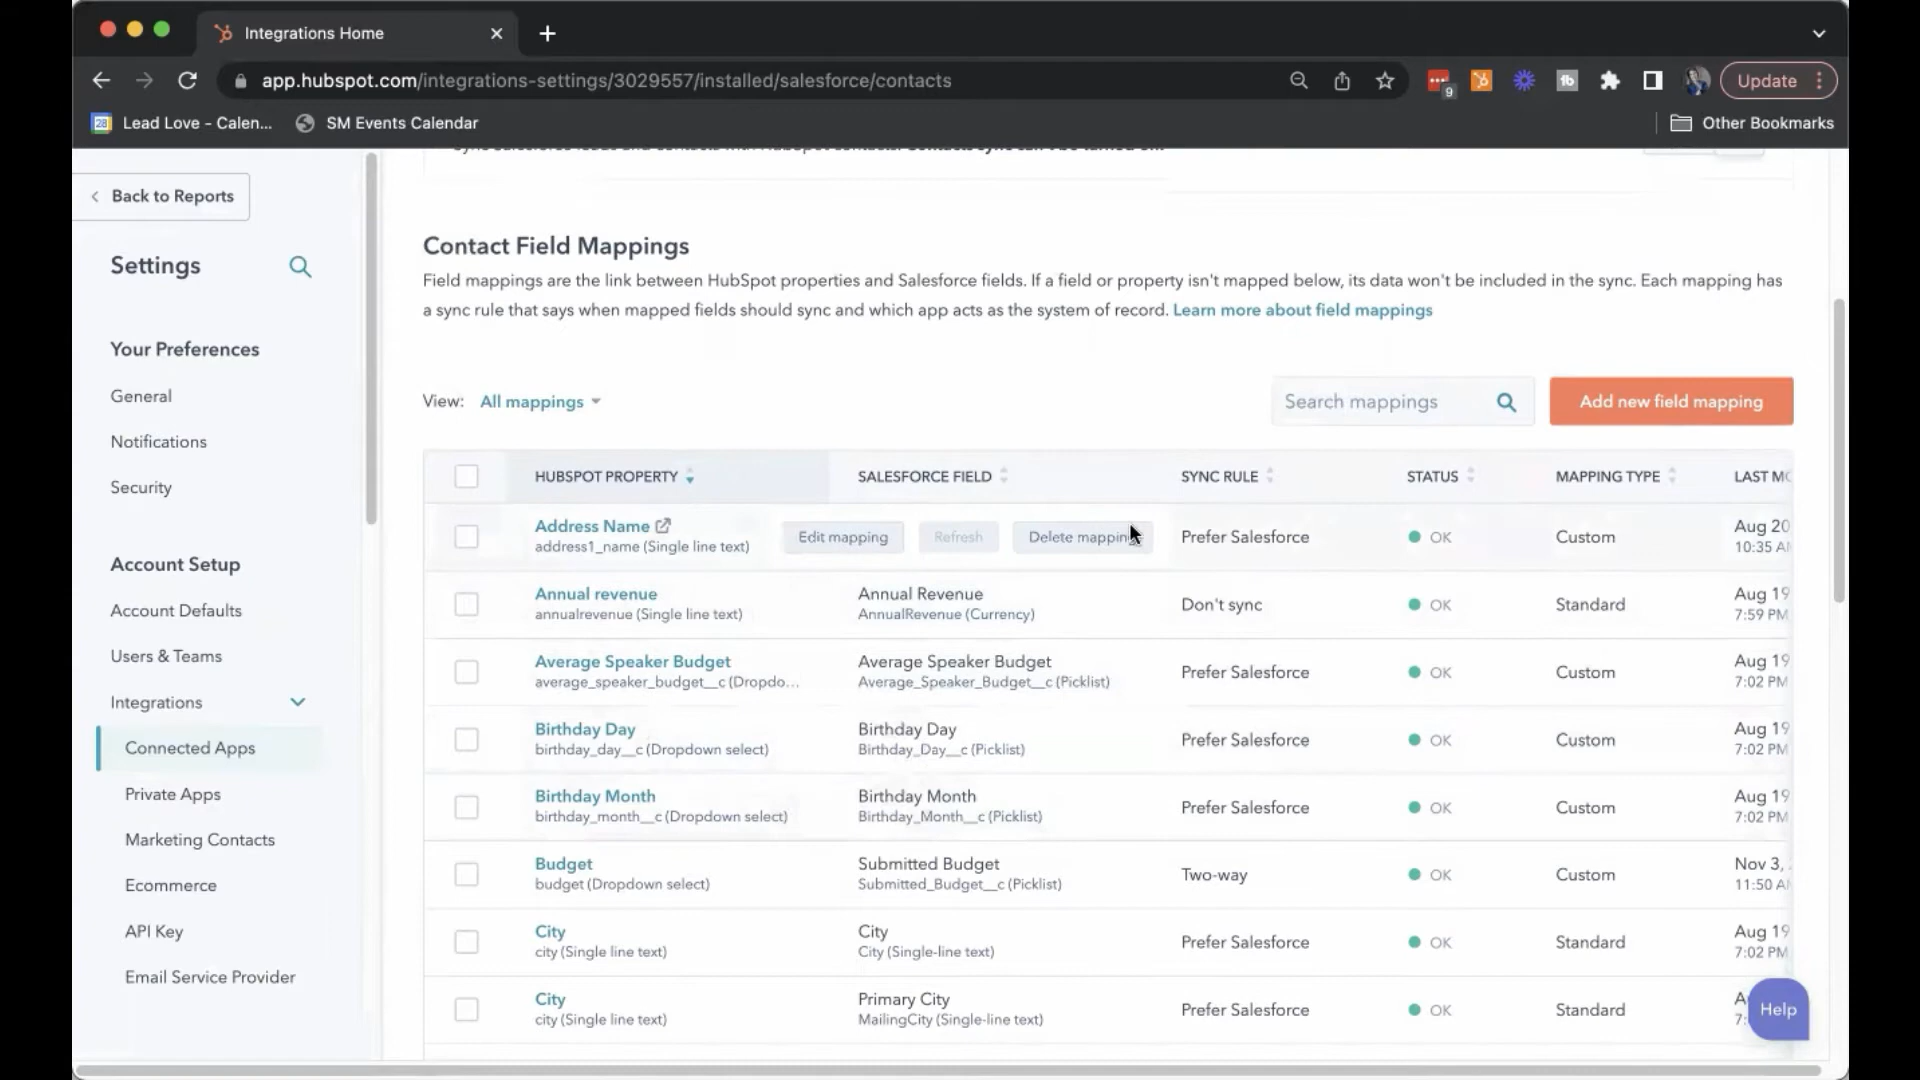 Integrations Home
app.hubspot.com/integrations-settings/3029557/installed/salesforce/contacts
9
Update
28 Lead Love - Calen...
SM Events Calendar
Other Bookmarks
Back to Reports
Settings
Your Preferences
General
Notifications
Security
Account Setup
Account Defaults
Users & Teams
Integrations
Connected Apps
Private Apps
Marketing Contacts
Ecommerce
API Key
Email Service Provider
Contact Field Mappings
Field mappings are the link between HubSpot properties and Salesforce fields. If a field or property isn't mapped below, its data won't be included in the sync. Each mapping has
a sync rule that says when mapped fields should sync and which app acts as the system of record. Learn more about field mappings
View: All mappings
Search mappings
Add new field mapping
HUBSPOT PROPERTY SALESFORCE FIELD SYNC RULE STATUS MAPPING TYPE LAST MO
Address Name Edit mapping Refresh Delete mapping Prefer Salesforce OK Custom Aug 20
address1_name (Single line text) 10:35 AM
Annual revenue Annual Revenue Don't sync OK Standard Aug 19
annualrevenue (Single line text) AnnualRevenue (Currency) 7:59 PM
Average Speaker Budget Average Speaker Budget Prefer Salesforce OK Custom Aug 19
average_speaker_budget__c (Dropdo... Average_Speaker_Budget__c (Picklist) 7:02 PM
Birthday Day Birthday Day Prefer Salesforce OK Custom Aug 19
birthday_day__c (Dropdown select) Birthday_Day__c (Picklist) 7:02 PM
Birthday Month Birthday Month Prefer Salesforce OK Custom Aug 19
birthday_month__c (Dropdown select) Birthday_Month__c (Picklist) 7:02 PM
Budget Submitted Budget Two-way OK Custom Nov 3,
budget (Dropdown select) Submitted_Budget__c (Picklist) 11:50 AM
City City Prefer Salesforce OK Standard Aug 19
city (Single line text) City (Single-line text) 7:02 PM
City Primary City Prefer Salesforce OK Standard
city (Single line text) MailingCity (Single-line text)
Help